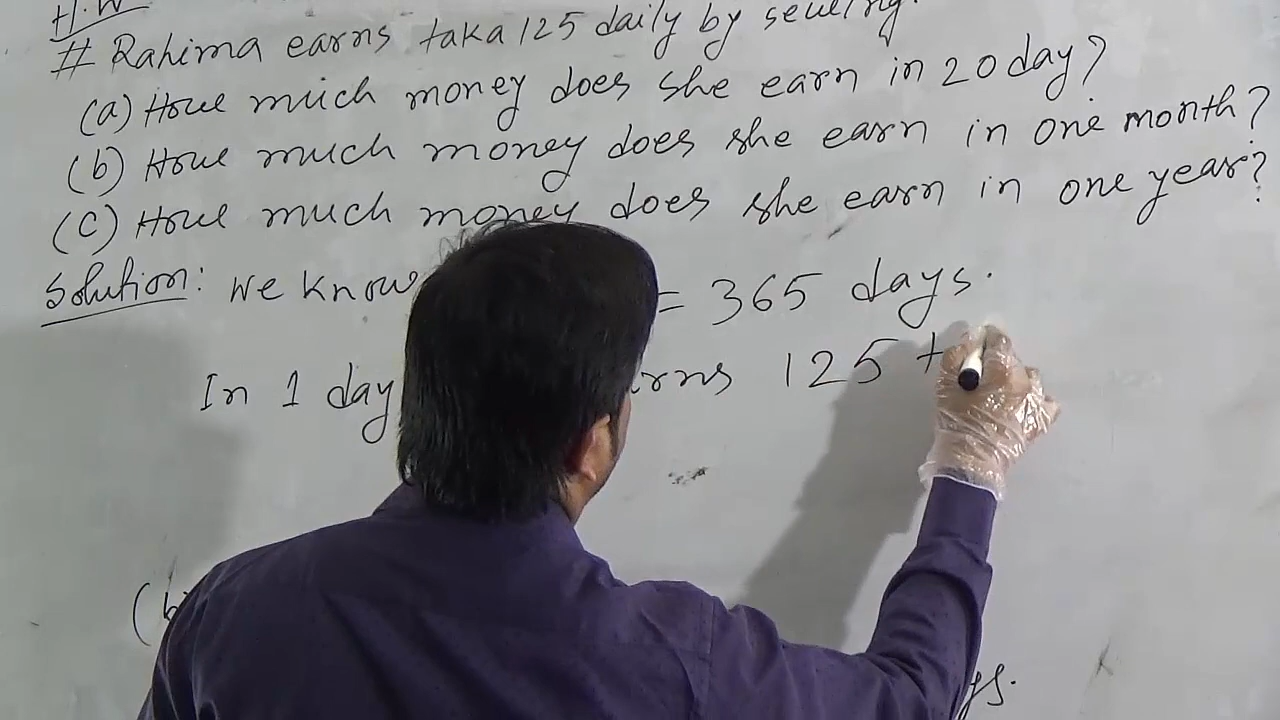 H.W
# Rahima earns taka 125 daily by sewing.
(a) How much money does she earn in 20 day?
(b) How much money does she earn in one month?
(c) How much money does she earn in one year?
Solution: We know = 365 days.
In 1 day rns 125 t
(b
ys.